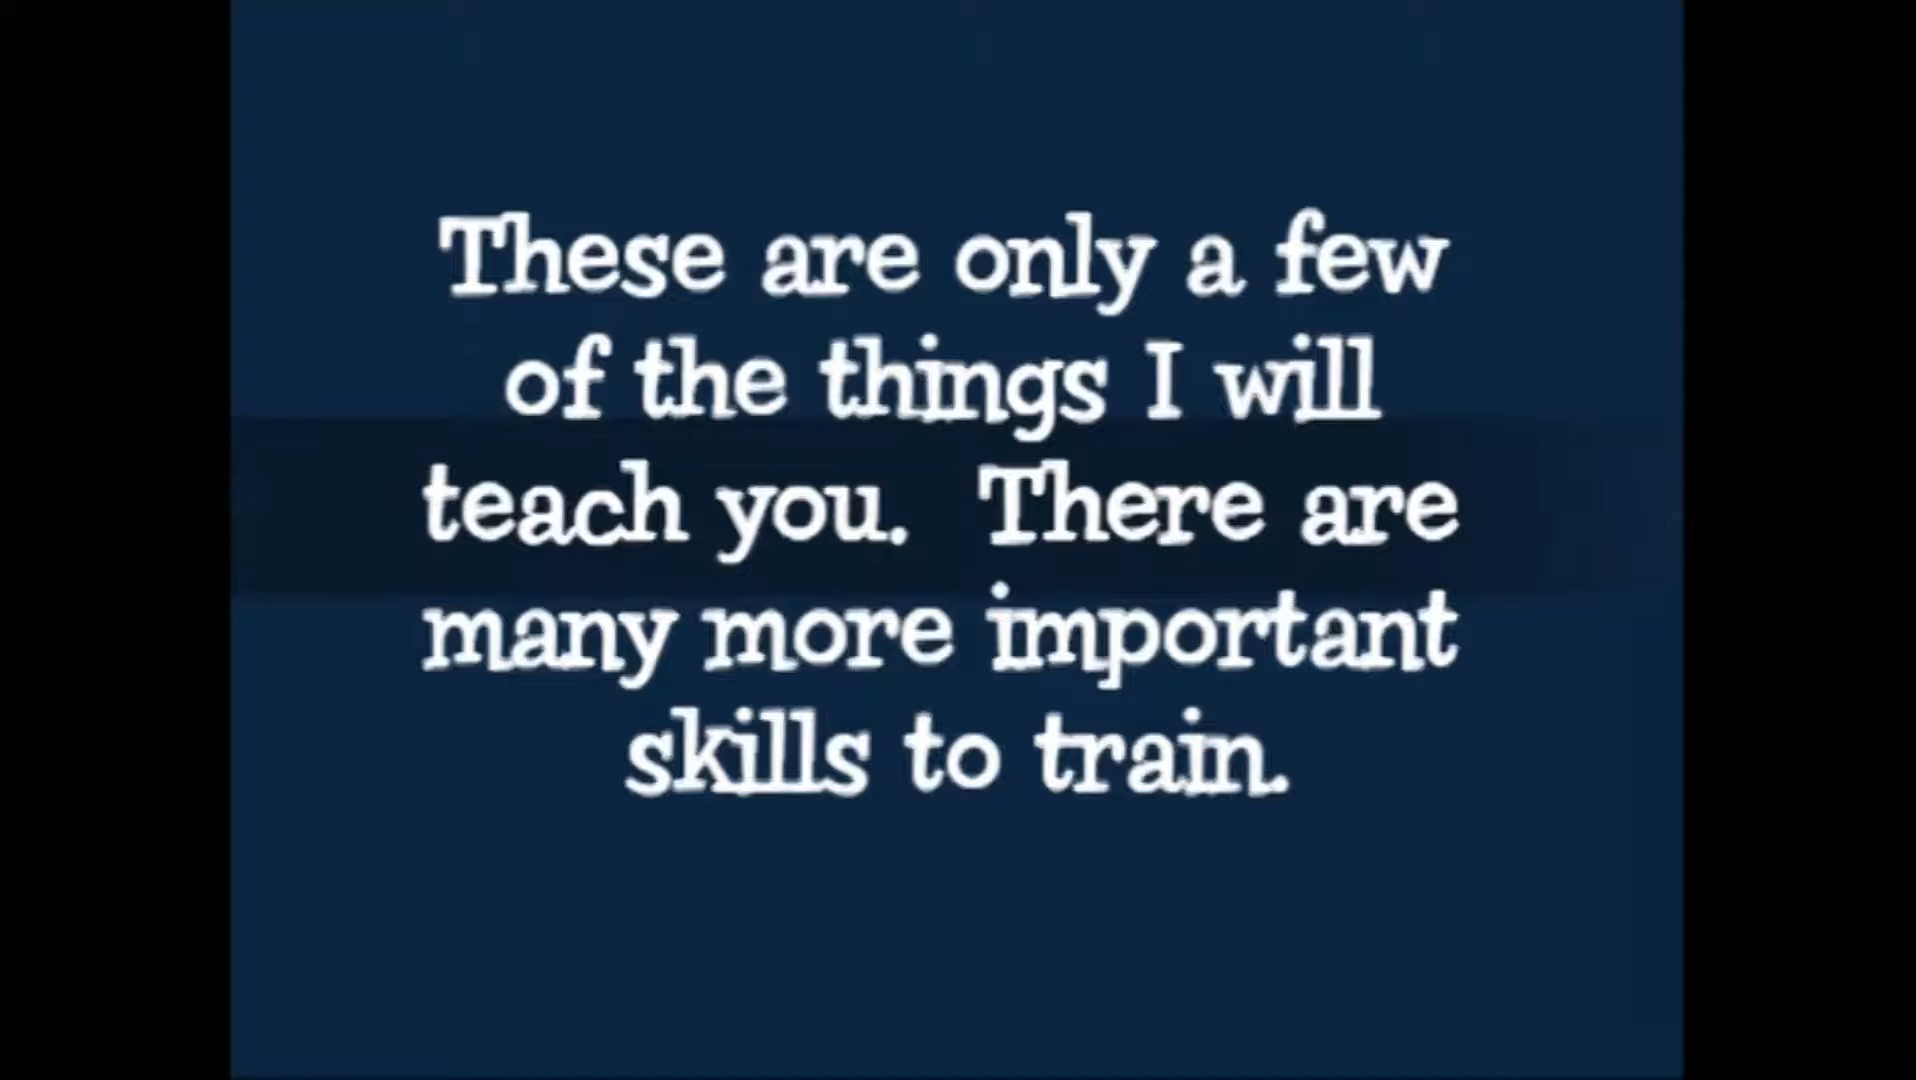 These are only a few
of the things I will
teach you.  There are
many more important
skills to train.